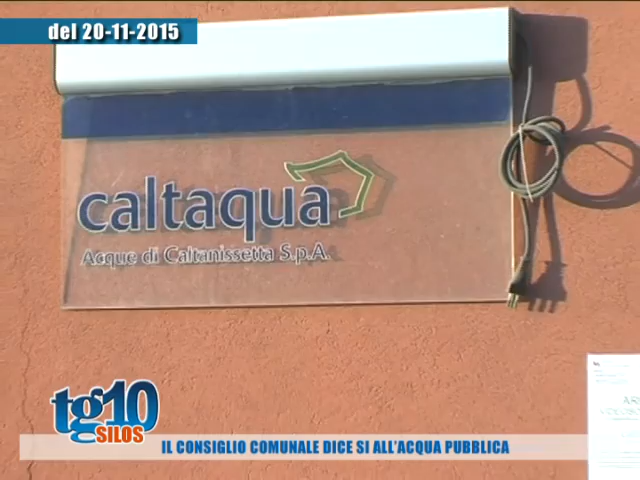 del 20-11-2015
caltaqua
Acque di Caltanissetta S.p.A.
tg10
SILOS
IL CONSIGLIO COMUNALE DICE SI ALL'ACQUA PUBBLICA